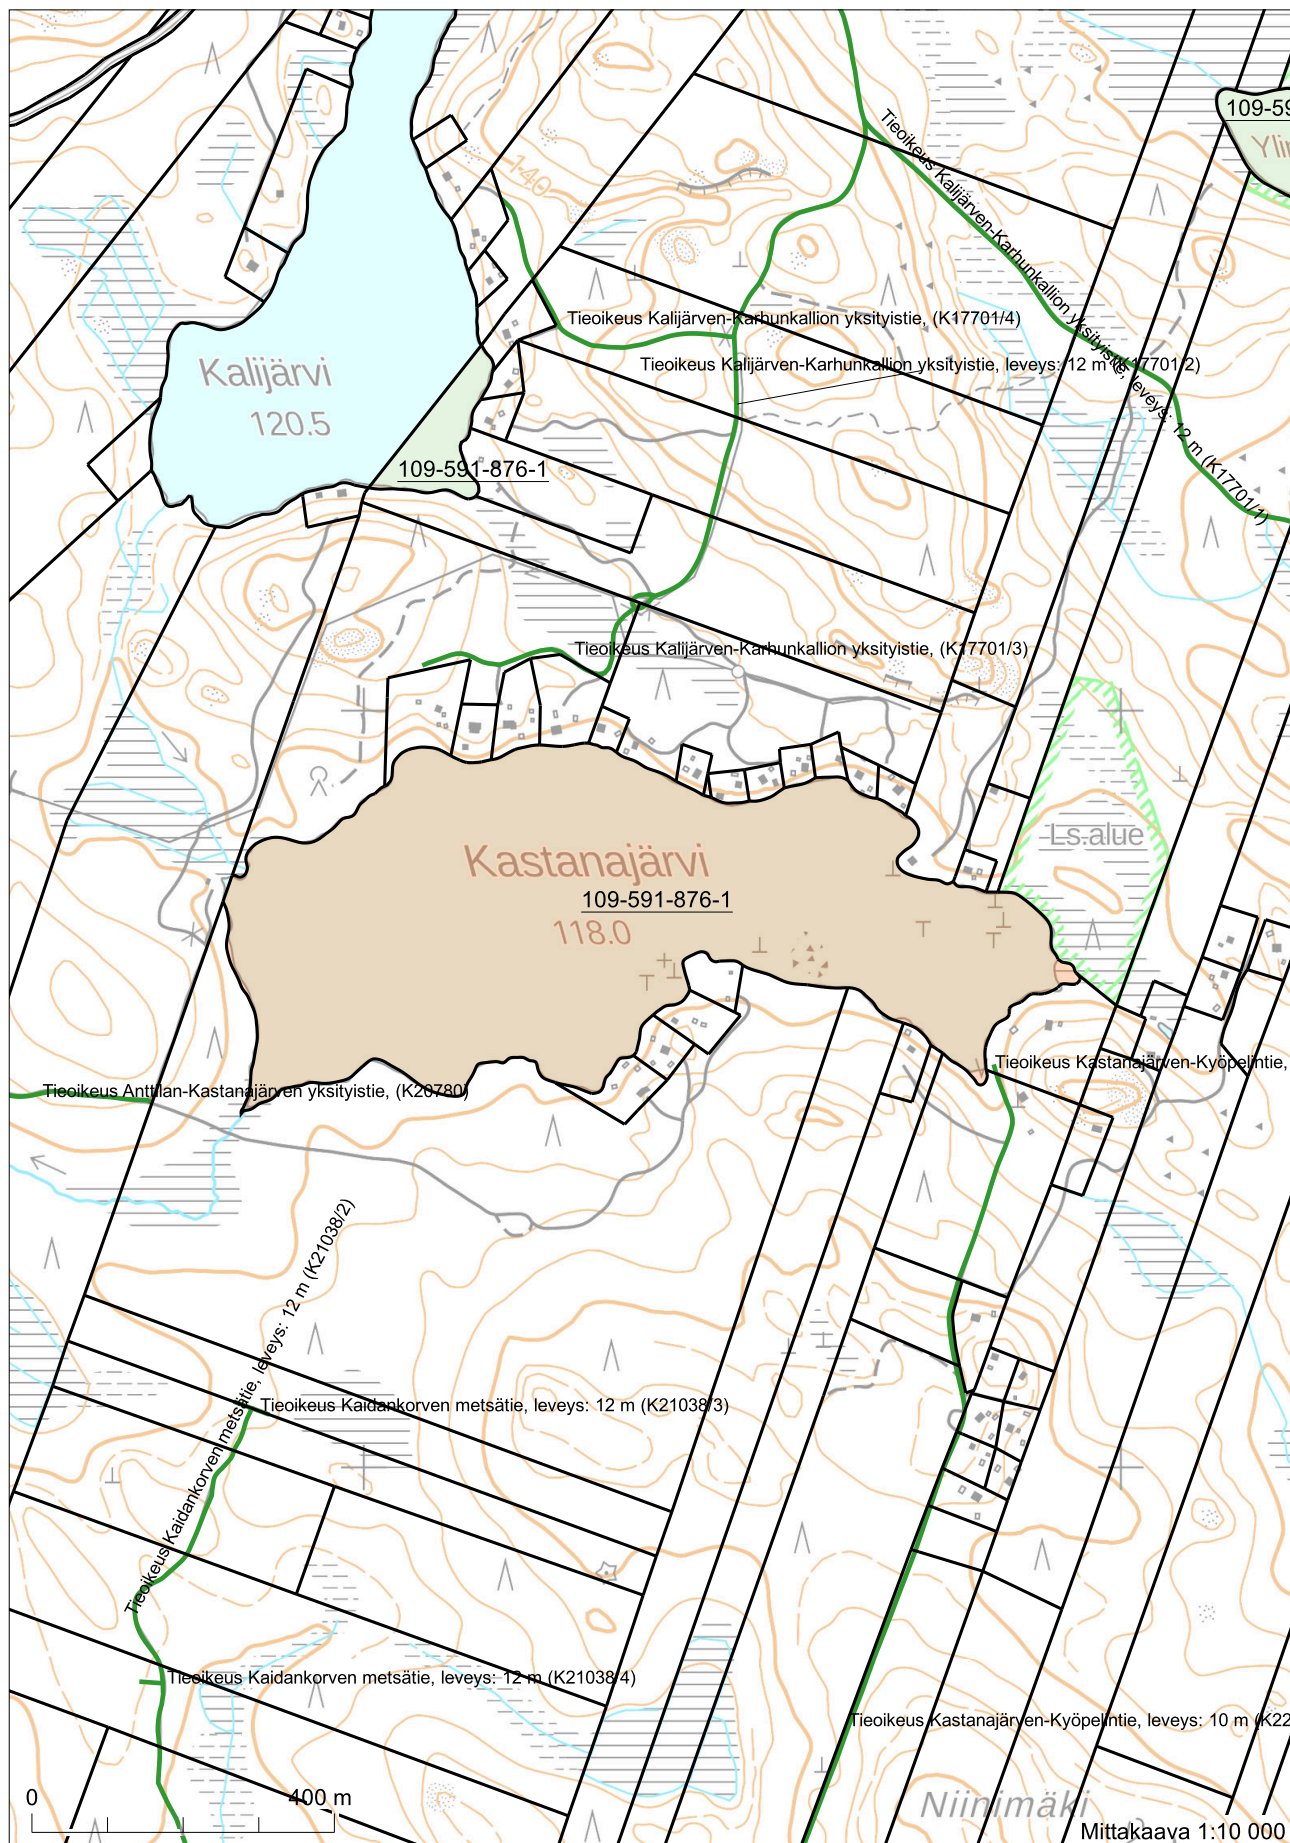 109-59
Ylin
140
Tieoikeus Kalijärven-Karhunkallion yksityistie, leveys: 12 m (K17701/1)
Tieoikeus Kalijärven-Karhunkallion yksityistie, (K17701/4)
Tieoikeus Kalijärven-Karhunkallion yksityistie, leveys: 12 m (K17701/2)
Kalijärvi
120.5
109-591-876-1
Tieoikeus Kalijärven-Karhunkallion yksityistie, (K17701/3)
Ls.alue
Kastanajärvi
109-591-876-1
118.0
Tieoikeus Kastanajärven-Kyöpelintie,
Tieoikeus Anttilan-Kastanajärven yksityistie, (K20780)
Tieoikeus Kaidankorven metsätie, leveys: 12 m (K21038/2)
Tieoikeus Kaidankorven metsätie, leveys: 12 m (K21038/3)
Tieoikeus Kaidankorven metsätie, leveys: 12 m (K21038/4)
Tieoikeus Kastanajärven-Kyöpelintie, leveys: 10 m (K22
0 400 m
Niinimäki
Mittakaava 1:10 000